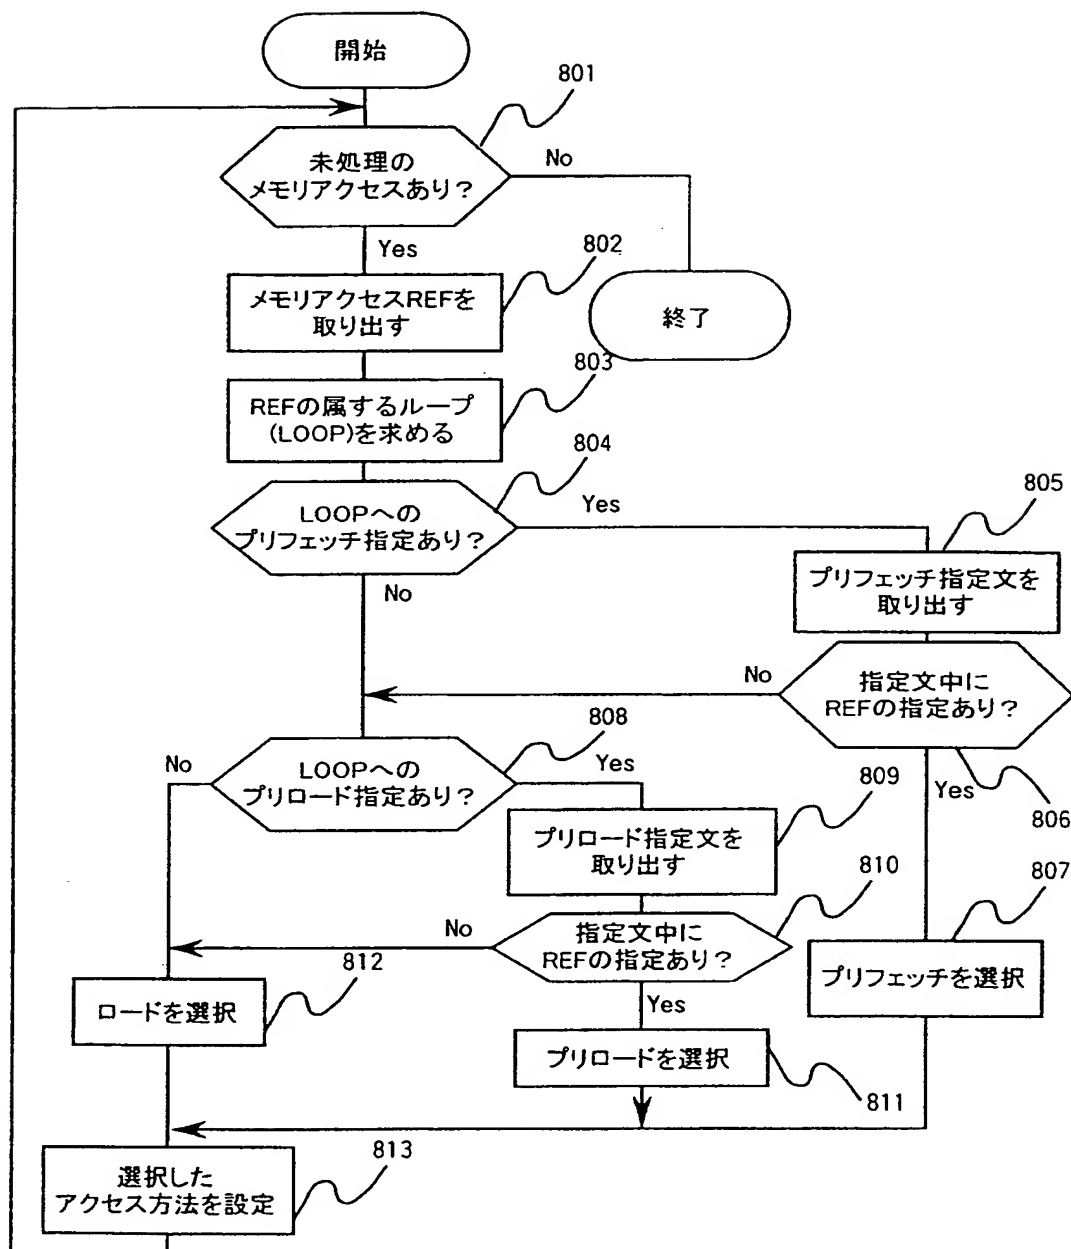 開始
801
未処理の
メモリアクセスあり？
No
Yes
802
メモリアクセスREFを
取り出す
終了
803
REFの属するループ
(LOOP)を求める
804
LOOPへの
プリフェッチ指定あり？
Yes
805
プリフェッチ指定文を
取り出す
No
No
指定文中に
REFの指定あり？
806
Yes
808
LOOPへの
プリロード指定あり？
No
Yes
809
プリロード指定文を
取り出す
807
プリフェッチを選択
810
指定文中に
REFの指定あり？
No
Yes
812
ロードを選択
プリロードを選択
811
813
選択した
アクセス方法を設定